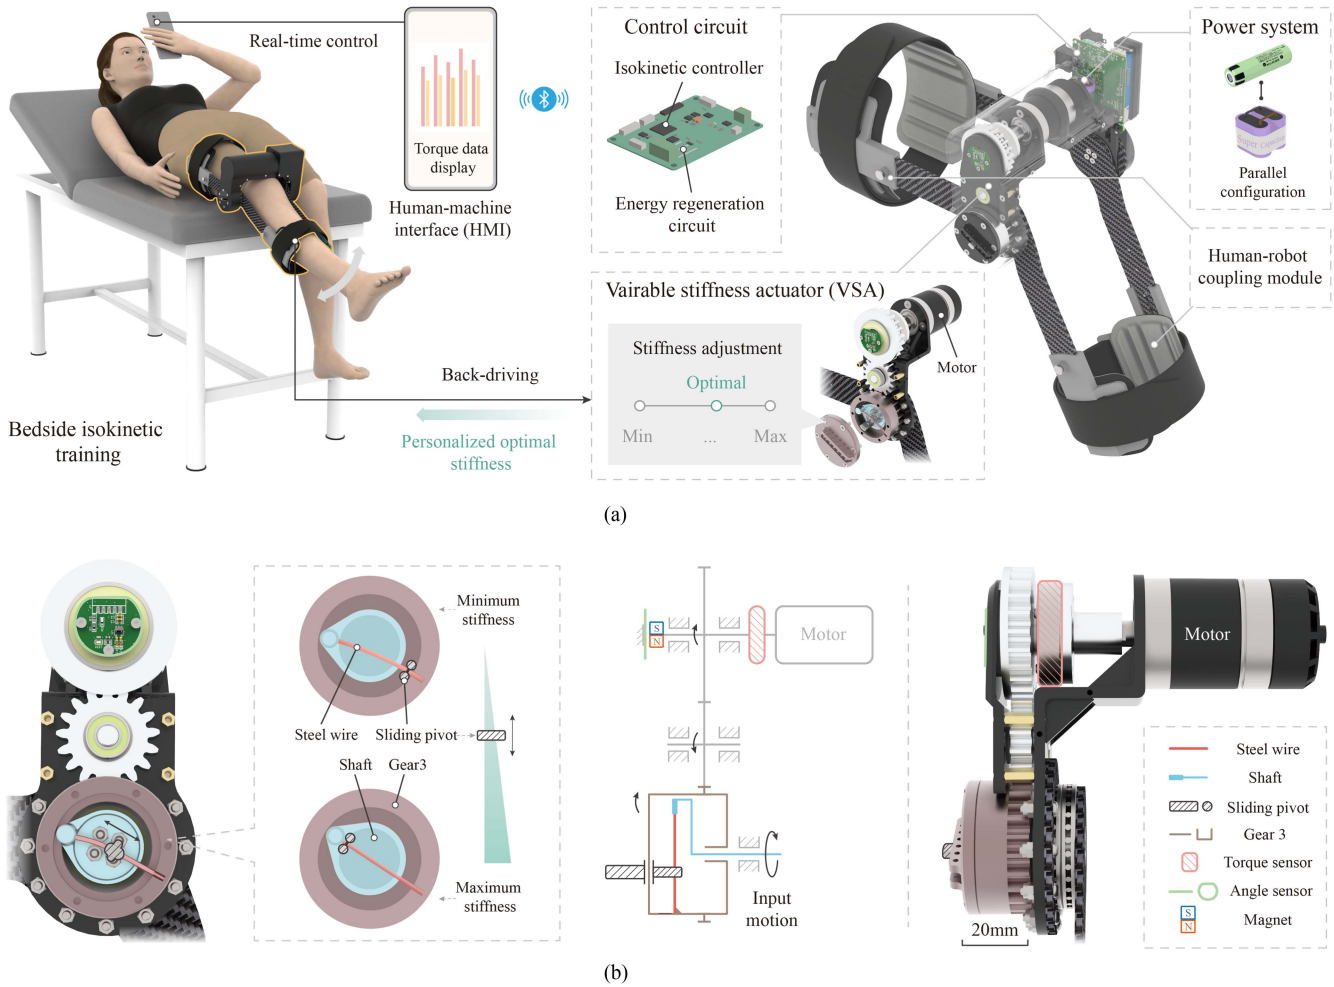 Real-time control
Torque data
display
Human-machine
interface (HMI)
Bedside isokinetic
training
Back-driving
Personalized optimal
stiffness
Control circuit
Isokinetic controller
Energy regeneration
circuit
Power system
Super capacitor
Parallel
configuration
Human-robot
coupling module
Vairable stiffness actuator (VSA)
Stiffness adjustment
Optimal
Min
...
Max
Motor
(a)
Minimum
stiffness
Steel wire
Sliding pivot
Shaft
Gear3
Maximum
stiffness
S
N
Motor
Input
motion
Motor
20mm
Steel wire
Shaft
Sliding pivot
Gear 3
Torque sensor
Angle sensor
S
N
Magnet
(b)